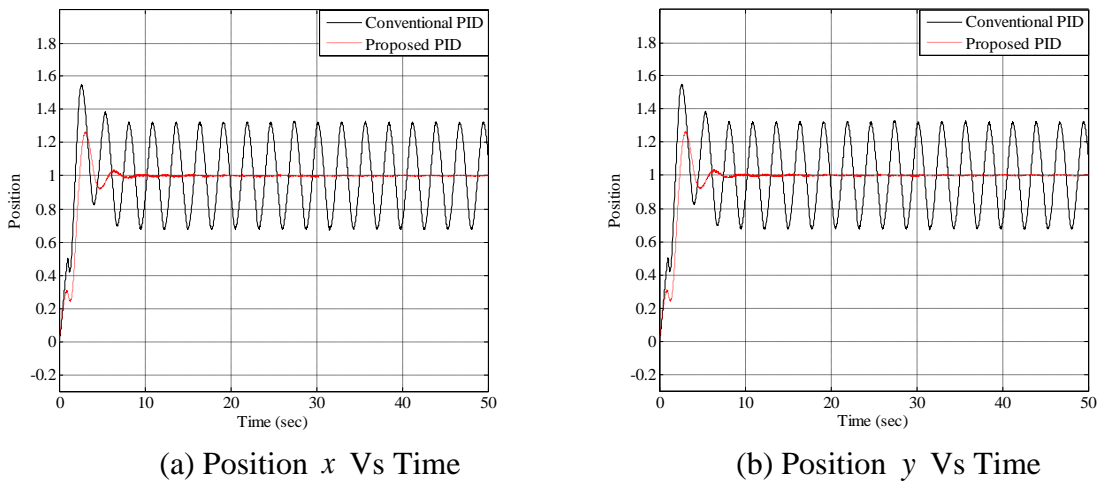 Conventional PID
Proposed PID
1.8
1.6
1.4
1.2
1
0.8
0.6
0.4
0.2
0
-0.2
Position
0 10 20 30 40 50
Time (sec)
(a) Position x Vs Time
Conventional PID
Proposed PID
1.8
1.6
1.4
1.2
1
0.8
0.6
0.4
0.2
0
-0.2
Position
0 10 20 30 40 50
Time (sec)
(b) Position y Vs Time